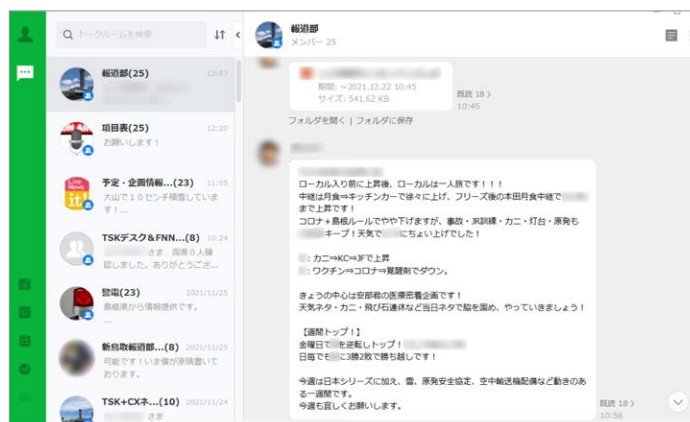 トークルームを検索
報道部(25)
13:57
項目表(25)
12:20
お願いします！
予定・企画情報...(23)
11:05
大山で１０センチ積雪していま
す！...
TSKデスク＆FNN...(8)
10:24
さま 両県０人確
認しました。ありがとうござ...
警電(23)
2021/11/25
島根県から情報提供です。
...
新鳥取報道部...(8)
2021/11/24
可能です！いま僕が原稿書いて
おります。
TSK+CXネ...(10)
2021/11/24
さま
報道部
メンバー 25
期間: ～2021.12.22 10:45
サイズ: 541.62 KB
既読 18
10:45
フォルダを開く | フォルダに保存
ローカル入り前に上昇後、ローカルは一人旅です！！！
中継は月食⇒キッチンカーで徐々に上げ、フリーズ後の本田月食中継で
まで上昇です！
コロナ＋島根ルールでやや下げますが、事故・JR訓練・カニ・灯台・原発も
キープ！天気で
にちょい上げでした！
：カニ⇒KC⇒JFで上昇
：ワクチン⇒コロナ⇒覚醒剤でダウン。
きょうの中心は安部君の医療密着企画です！
天気ネタ・カニ・飛び石連休など当日ネタで脇を固め、やっていきましょう！
【週間トップ！】
金曜日で
を逆転しトップ！
日毎でも
に3勝2敗で勝ち越しです！
今週は日本シリーズに加え、雪、原発安全協定、空中輸送機配備など動きのあ
る一週間です。
今週も宜しくお願いします。
既読 18
10:56